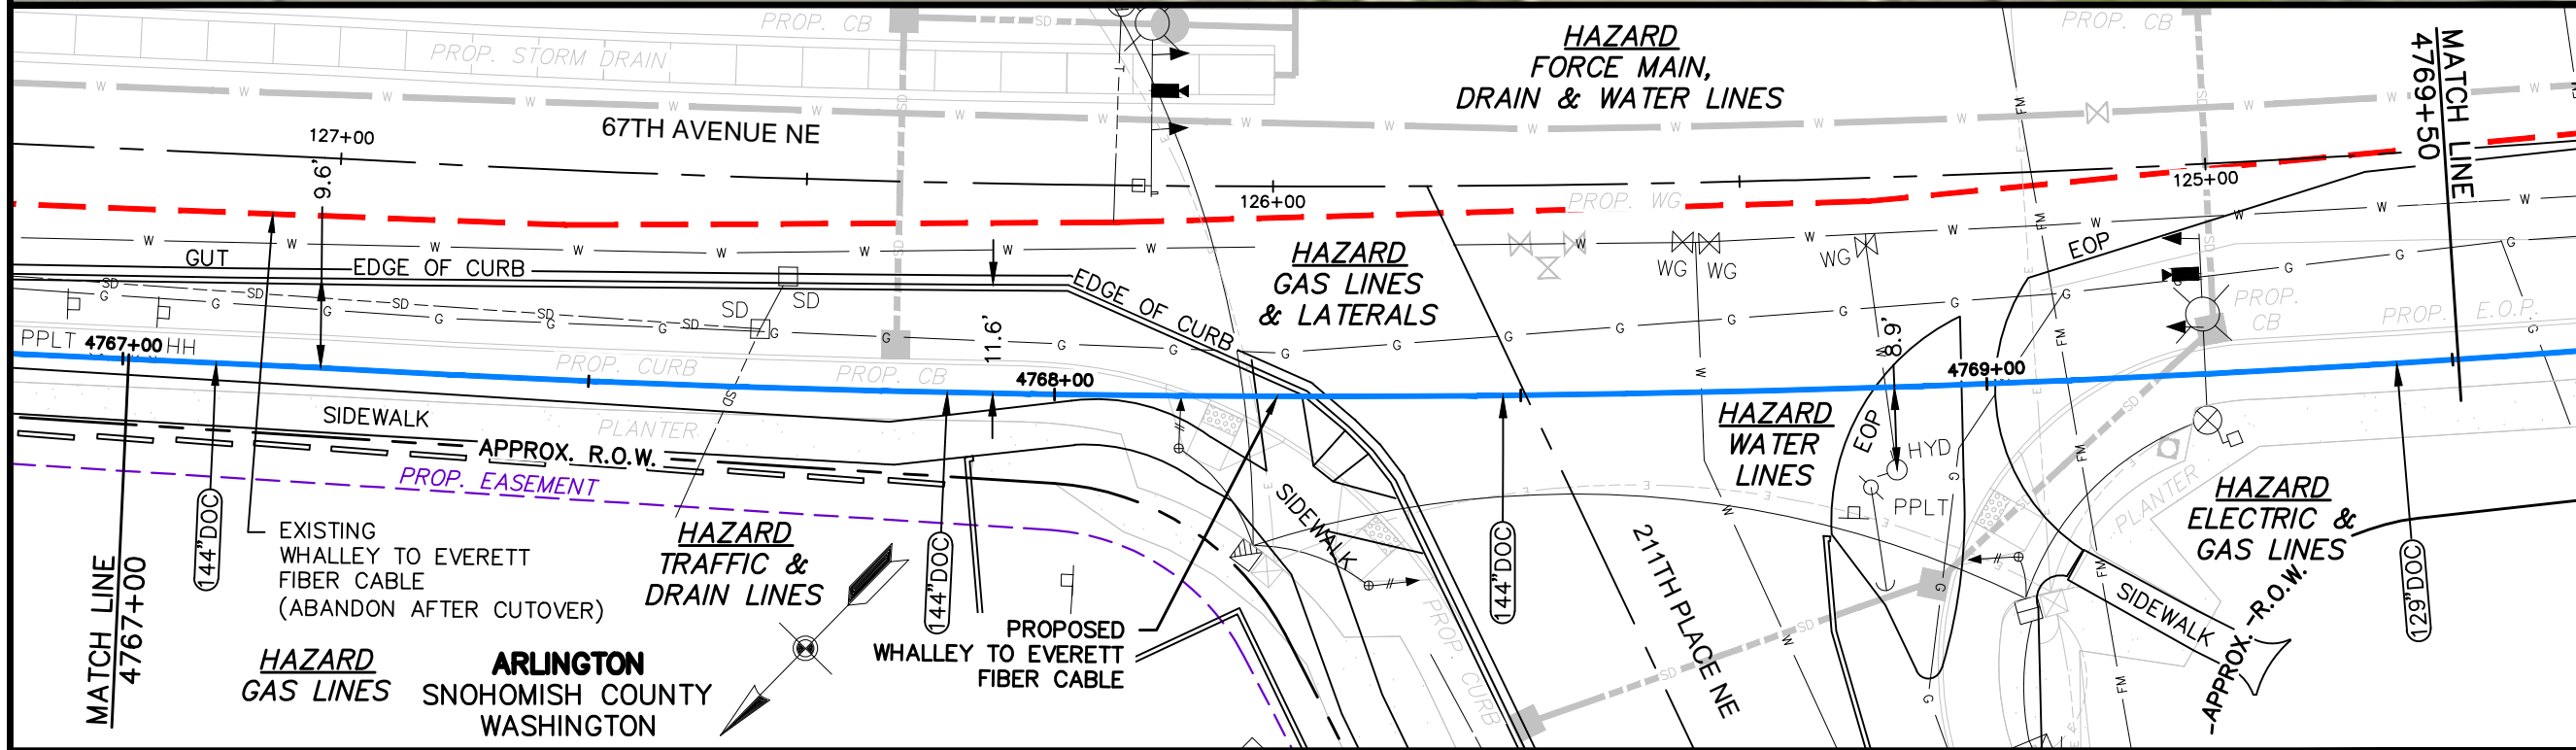 PROP. CB
PROP. STORM DRAIN
HAZARD
FORCE MAIN,
DRAIN & WATER LINES
PROP. CB
MATCH LINE
4769+50
67TH AVENUE NE
127+00
9.6'
126+00
125+00
PROP. WG
GUT
EDGE OF CURB
EDGE OF CURB
HAZARD
GAS LINES
& LATERALS
WG
WG
WG
EOP
SD
SD
PROP.
CB
PROP. E.O.P.
PPLT
4767+00
HH
PROP. CURB
PROP. CB
11.6'
4768+00
8.9'
4769+00
SIDEWALK
PLANTER
APPROX. R.O.W.
PROP. EASEMENT
HAZARD
WATER
LINES
EOP
HYD
PPLT
PLANTER
HAZARD
ELECTRIC &
GAS LINES
144"DOC
EXISTING
WHALLEY TO EVERETT
FIBER CABLE
(ABANDON AFTER CUTOVER)
HAZARD
TRAFFIC &
DRAIN LINES
144"DOC
SIDEWALK
144"DOC
211TH PLACE NE
129"DOC
SIDEWALK
APPROX. R.O.W.
MATCH LINE
4767+00
HAZARD
GAS LINES
ARLINGTON
SNOHOMISH COUNTY
WASHINGTON
PROPOSED
WHALLEY TO EVERETT
FIBER CABLE
PROP. CURB